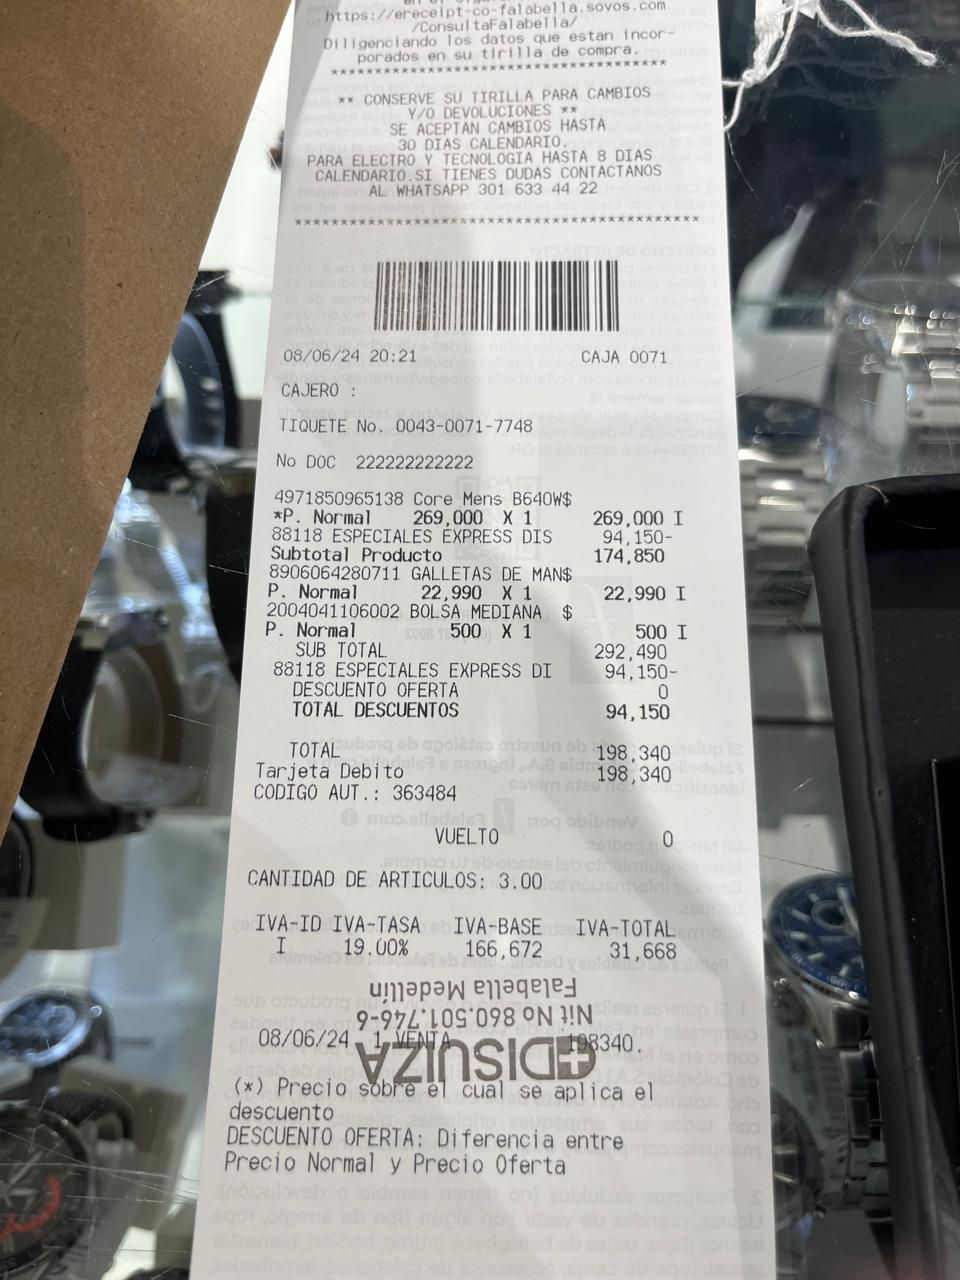 https://ereceipt-co-falabella.sovos.com
/ConsultaFalabella/
Diligenciando los datos que estan incor-
porados en su tirilla de compra.
****************************************
** CONSERVE SU TIRILLA PARA CAMBIOS
Y/O DEVOLUCIONES **
SE ACEPTAN CAMBIOS HASTA
30 DIAS CALENDARIO.
PARA ELECTRO Y TECNOLOGIA HASTA 8 DIAS
CALENDARIO.SI TIENES DUDAS CONTACTANOS
AL WHATSAPP 301 633 44 22
****************************************
08/06/24 20:21 CAJA 0071
CAJERO :
TIQUETE No. 0043-0071-7748
No DOC 222222222222
4971850965138 Core Mens B640W$
*P. Normal 269,000 X 1 269,000 I
88118 ESPECIALES EXPRESS DIS 94,150-
Subtotal Producto 174,850
8906064280711 GALLETAS DE MAN$
P. Normal 22,990 X 1 22,990 I
2004041106002 BOLSA MEDIANA $
P. Normal 500 X 1 500 I
SUB TOTAL 292,490
88118 ESPECIALES EXPRESS DI 94,150-
DESCUENTO OFERTA 0
TOTAL DESCUENTOS 94,150
TOTAL 198,340
Tarjeta Debito 198,340
CODIGO AUT.: 363484
VUELTO 0
CANTIDAD DE ARTICULOS: 3.00
IVA-ID IVA-TASA IVA-BASE IVA-TOTAL
I 19.00% 166,672 31,668
Falabella Medellín
Nit No 860.501.746-6
08/06/24 1 VENTA 198340.
EDISUIZA
(*) Precio sobre el cual se aplica el
descuento
DESCUENTO OFERTA: Diferencia entre
Precio Normal y Precio Oferta